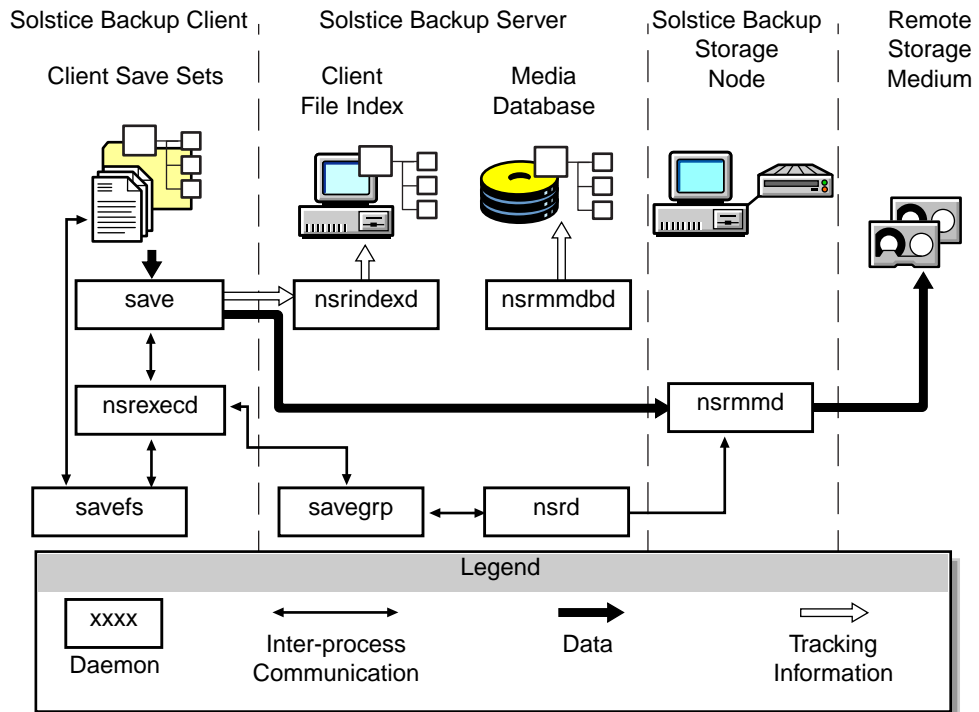 Solstice Backup Client
Solstice Backup Server
Solstice Backup
Storage
Node
Remote
Storage
Medium
Client Save Sets
Client
File Index
Media
Database
save
nsrindexd
nsrmmdbd
nsrexecd
nsrmmd
savefs
savegrp
nsrd
Legend
xxxx
Daemon
Inter-process
Communication
Data
Tracking
Information